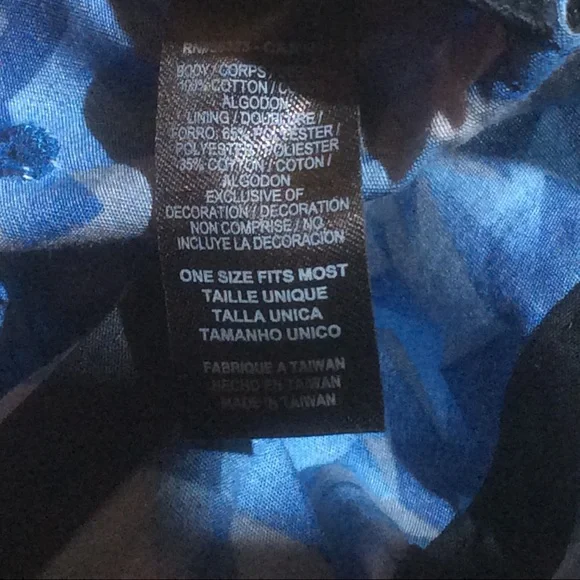 BODY / CORPS /
100% COTTON /
ALGODON
LINING / DOUBLURE /
FORRO: 65% POLYESTER /
POLYESTER / POLIESTER
35% COTTON / COTON /
ALGODON
EXCLUSIVE OF
DECORATION / DECORATION
NON COMPRISE / NO
INCLUYE LA DECORACION
ONE SIZE FITS MOST
TAILLE UNIQUE
TALLA UNICA
TAMANHO UNICO
FABRIQUE A TAIWAN
HECHO EN TAIWAN
MADE IN TAIWAN